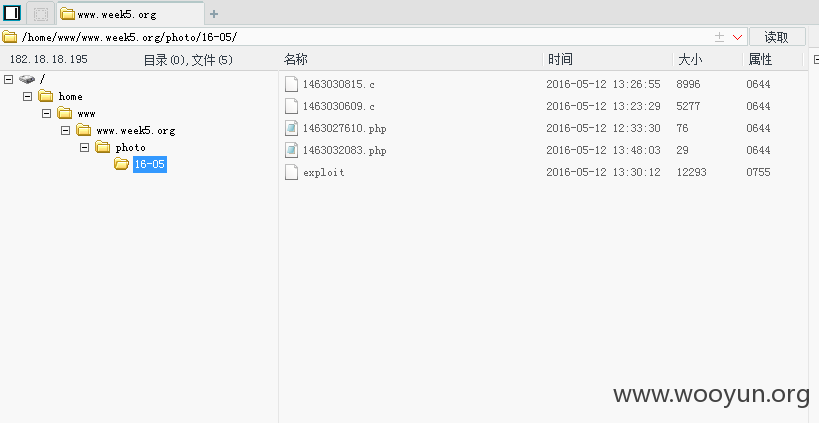 www.week5.org
/home/www/www.week5.org/photo/16-05/
读取
182.18.18.195 目录(0),文件(5)
名称 时间 大小 属性
/
home
www
www.week5.org
photo
16-05
1463030815.c 2016-05-12 13:26:55 8996 0644
1463030609.c 2016-05-12 13:23:29 5277 0644
1463027610.php 2016-05-12 12:33:30 76 0644
1463032083.php 2016-05-12 13:48:03 29 0644
exploit 2016-05-12 13:30:12 12293 0755
www.wooyun.org